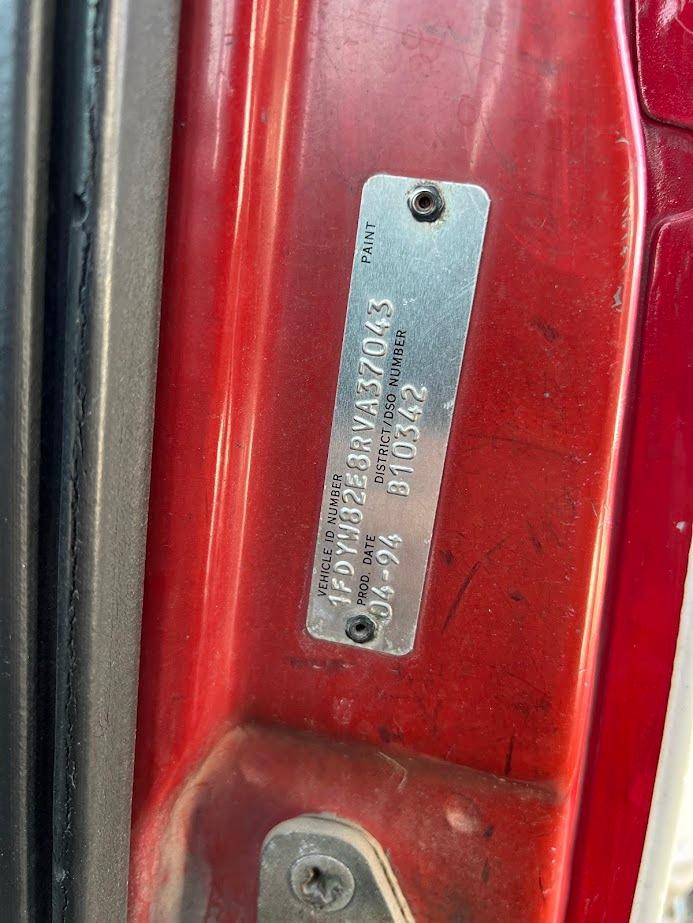 VEHICLE ID NUMBER
1FDYW82E8RVA37043
PAINT
PROD. DATE
DISTRICT/DSO NUMBER
04-94
B10342